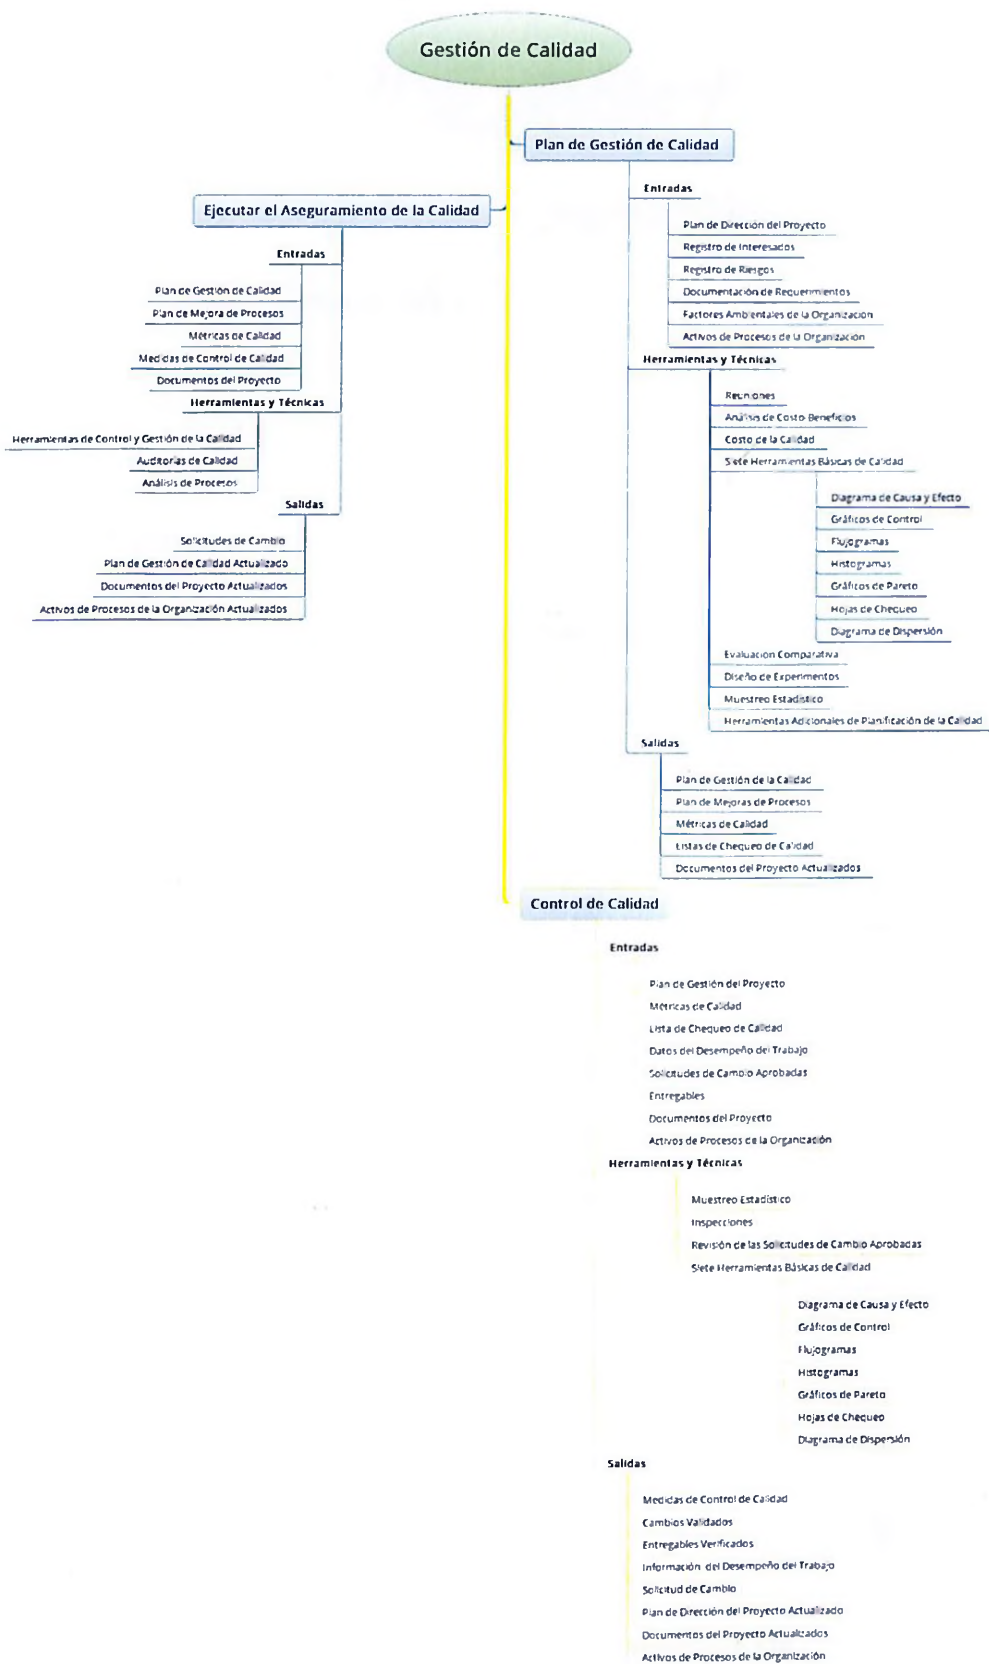 Gestión de Calidad
Plan de Gestión de Calidad
Entradas
Plan de Dirección del Proyecto
Registro de Interesados
Registro de Riesgos
Documentación de Requerimientos
Factores Ambientales de la Organización
Activos de Procesos de la Organización
Herramientas y Técnicas
Reuniones
Análisis de Costo-Beneficios
Costo de la Calidad
Siete Herramientas Básicas de Calidad
Diagrama de Causa y Efecto
Gráficos de Control
Flujogramas
Histogramas
Gráficos de Pareto
Hojas de Chequeo
Diagrama de Dispersión
Evaluación Comparativa
Diseño de Experimentos
Muestreo Estadístico
Herramientas Adicionales de Planificación de la Calidad
Salidas
Plan de Gestión de la Calidad
Plan de Mejoras de Procesos
Métricas de Calidad
Listas de Chequeo de Calidad
Documentos del Proyecto Actualizados
Ejecutar el Aseguramiento de la Calidad
Entradas
Plan de Gestión de Calidad
Plan de Mejora de Procesos
Métricas de Calidad
Medidas de Control de Calidad
Documentos del Proyecto
Herramientas y Técnicas
Herramientas de Control y Gestión de la Calidad
Auditorías de Calidad
Análisis de Procesos
Salidas
Solicitudes de Cambio
Plan de Gestión de Calidad Actualizado
Documentos del Proyecto Actualizados
Activos de Procesos de la Organización Actualizados
Control de Calidad
Entradas
Plan de Gestión del Proyecto
Métricas de Calidad
Lista de Chequeo de Calidad
Datos del Desempeño del Trabajo
Solicitudes de Cambio Aprobadas
Entregables
Documentos del Proyecto
Activos de Procesos de la Organización
Herramientas y Técnicas
Muestreo Estadístico
Inspecciones
Revisión de las Solicitudes de Cambio Aprobadas
Siete Herramientas Básicas de Calidad
Diagrama de Causa y Efecto
Gráficos de Control
Flujogramas
Histogramas
Gráficos de Pareto
Hojas de Chequeo
Diagrama de Dispersión
Salidas
Medidas de Control de Calidad
Cambios Validados
Entregables Verificados
Información del Desempeño del Trabajo
Solicitud de Cambio
Plan de Dirección del Proyecto Actualizado
Documentos del Proyecto Actualizados
Activos de Procesos de la Organización